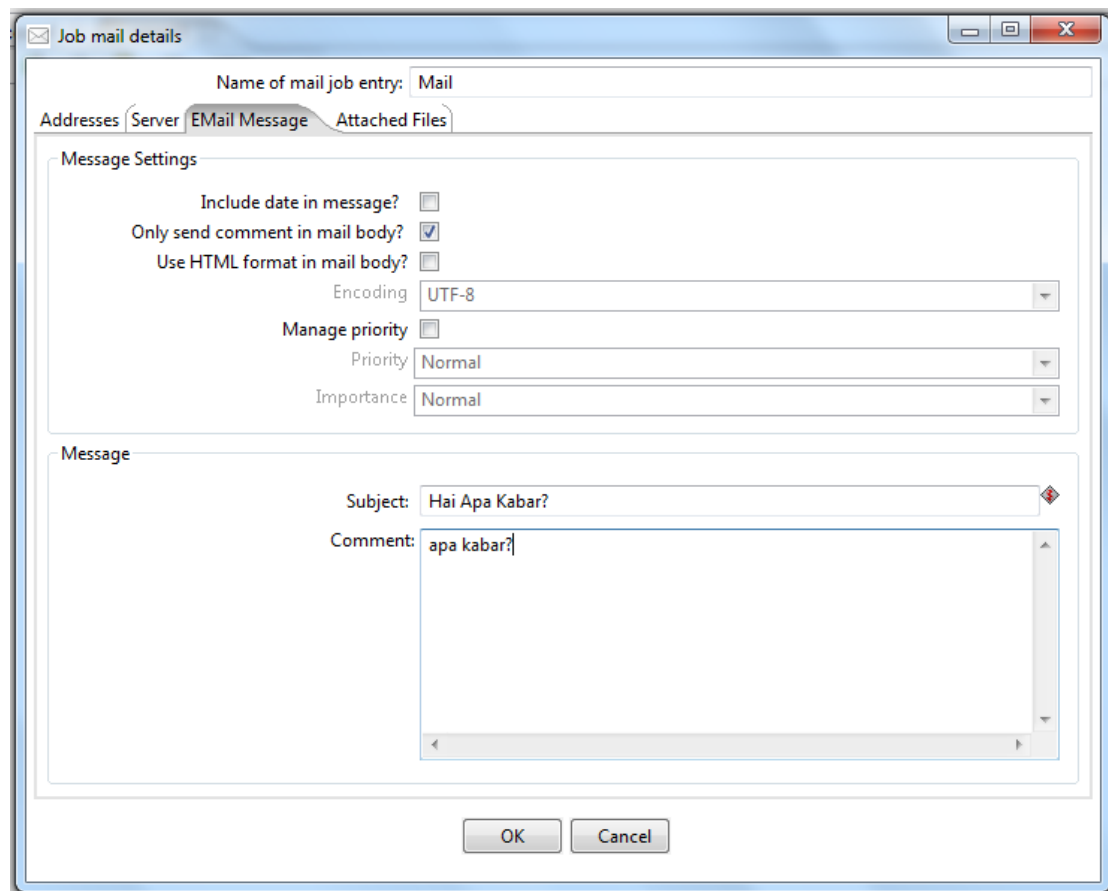 Job mail details
Name of mail job entry: Mail
Addresses Server EMail Message Attached Files
Message Settings
Include date in message?
Only send comment in mail body?
Use HTML format in mail body?
Encoding UTF-8
Manage priority
Priority Normal
Importance Normal
Message
Subject: Hai Apa Kabar?
Comment: apa kabar?
OK Cancel